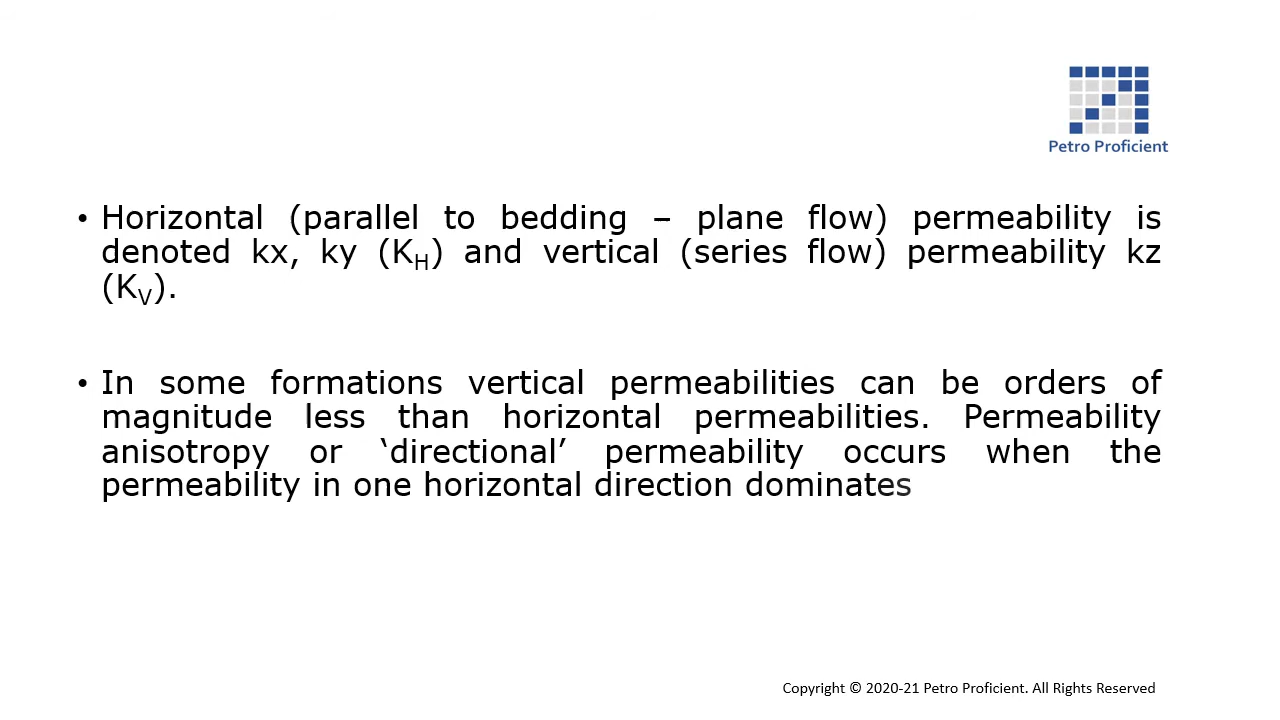 Petro Proficient
• Horizontal (parallel to bedding – plane flow) permeability is
denoted kx, ky (KH) and vertical (series flow) permeability kz
(KV).
• In some formations vertical permeabilities can be orders of
magnitude less than horizontal permeabilities. Permeability
anisotropy or ‘directional’ permeability occurs when the
permeability in one horizontal direction dominates
Copyright © 2020-21 Petro Proficient. All Rights Reserved